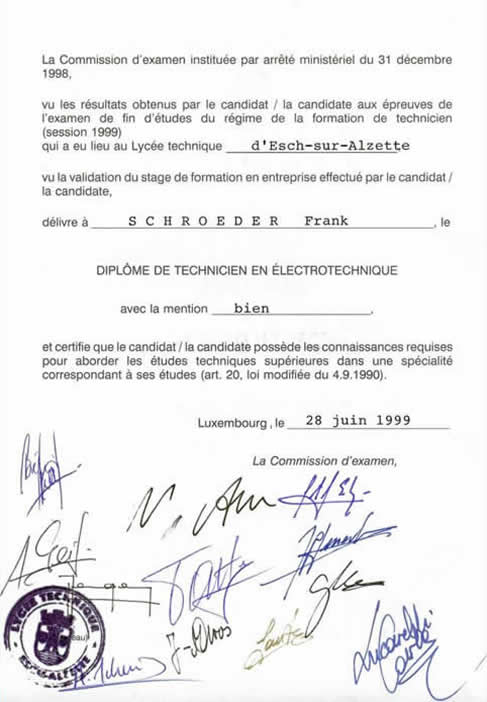 La Commission d'examen instituée par arrêté ministériel du 31 décembre
1998,
vu les résultats obtenus par le candidat / la candidate aux épreuves de
l'examen de fin d'études du régime de la formation de technicien
(session 1999)
qui a eu lieu au Lycée technique d'Esch-sur-Alzette
vu la validation du stage de formation en entreprise effectué par le candidat /
la candidate,
délivre à S C H R O E D E R Frank , le
DIPLÔME DE TECHNICIEN EN ÉLECTROTECHNIQUE
avec la mention bien ,
et certifie que le candidat / la candidate possède les connaissances requises
pour aborder les études techniques supérieures dans une spécialité
correspondant à ses études (art. 20, loi modifiée du 4.9.1990).
Luxembourg, le 28 juin 1999
La Commission d'examen,
LYCÉE TECHNIQUE